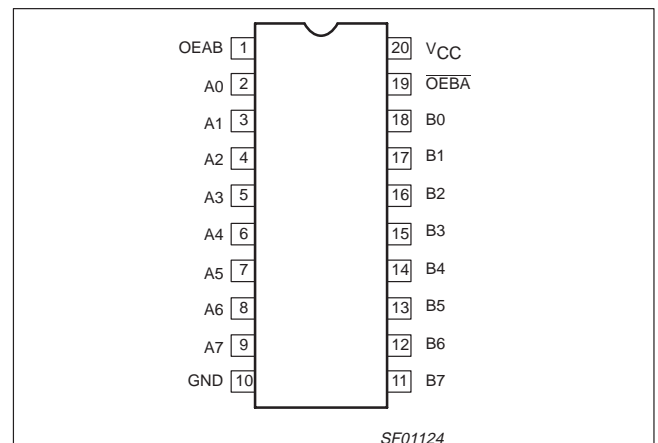 OEAB 1 20 VCC
A0 2 19 OEBA
A1 3 18 B0
A2 4 17 B1
A3 5 16 B2
A4 6 15 B3
A5 7 14 B4
A6 8 13 B5
A7 9 12 B6
GND 10 11 B7
SF01124